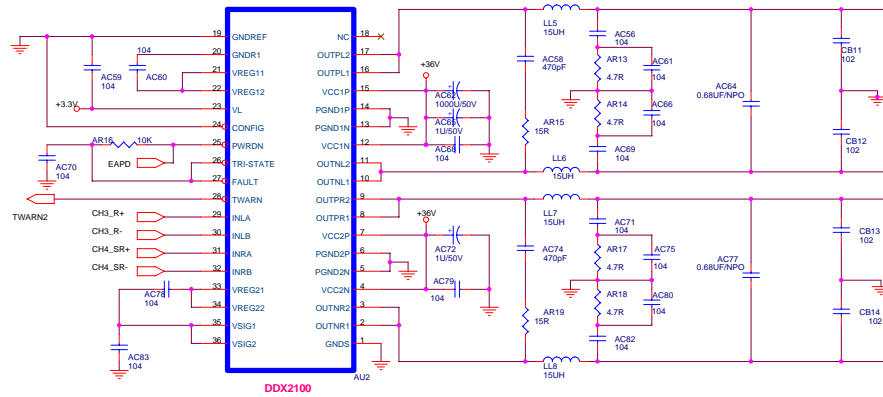 19 GNDREF NC 18
20 GNDR1 OUTPL2 17
21 VREG11 OUTPL1 16
22 VREG12 VCC1P 15
23 VL PGND1P 14
24 CONFIG PGND1N 13
25 PWRDN VCC1N 12
26 TRI-STATE OUTNL2 11
27 FAULT OUTNL1 10
28 TWARN OUTPR2 9
29 INLA OUTPR1 8
30 INLB VCC2P 7
31 INRA PGND2P 6
32 INRB PGND2N 5
33 VREG21 VCC2N 4
34 VREG22 OUTNR2 3
35 VSIG1 OUTNR1 2
36 VSIG2 GNDS 1
AU2
DDX2100
104
AC59
104
AC60
+3.3V
AR16 10K
AC70
104
EAPD
TWARN2
CH3_R+
CH3_R-
CH4_SR+
CH4_SR-
AC78
104
AC83
104
+36V
AC62
1000U/50V
AC65
1U/50V
AC68
104
+36V
AC72
1U/50V
AC79
104
LL5
15UH
AC58
470pF
AR15
15R
LL6
15UH
AC56
104
AR13
4.7R
AC61
104
AR14
4.7R
AC66
104
AC69
104
AC64
0.68UF/NPO
CB11
102
CB12
102
LL7
15UH
AC74
470pF
AR19
15R
LL8
15UH
AC71
104
AR17
4.7R
AC75
104
AR18
4.7R
AC80
104
AC82
104
AC77
0.68UF/NPO
CB13
102
CB14
102